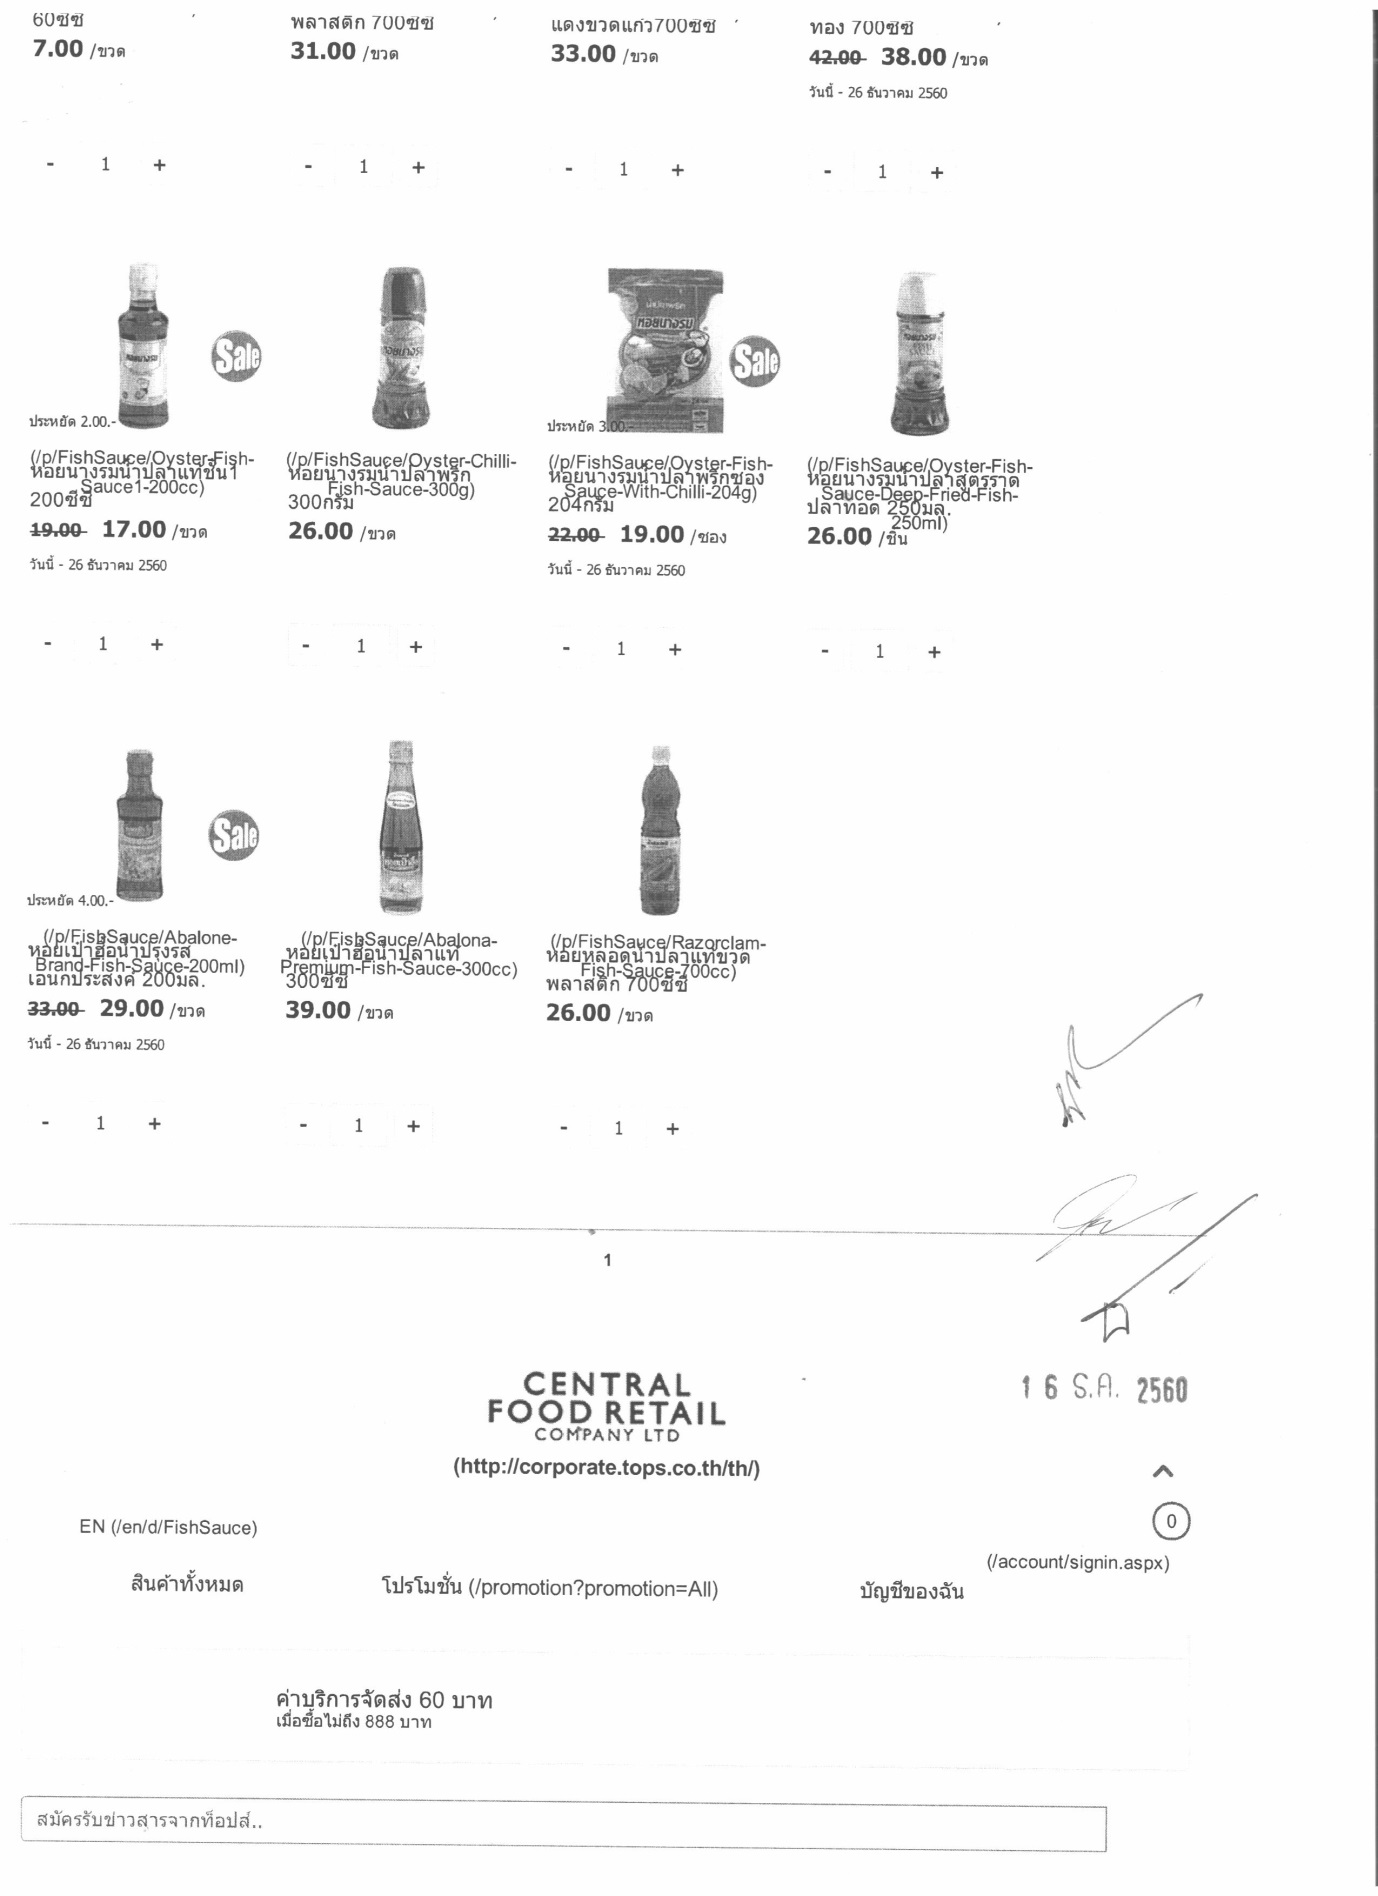 60ซีซี
7.00 /ขวด
พลาสติก 700ซีซี
31.00 /ขวด
แดงขวดแก้ว700ซีซี
33.00 /ขวด
ทอง 700ซีซี
42.00 38.00 /ขวด
วันนี้ - 26 ธันวาคม 2560
- 1 +
- 1 +
- 1 +
- 1 +
Sale
หอยนางรม
หอยนางรม
Sale
ประหยัด 2.00.-
ประหยัด 3.00.-
(/p/FishSauce/Oyster-Fish-Sauce1-200cc)
หอยนางรมน้ำปลาแท้ชั้น1
200ซีซี
19.00 17.00 /ขวด
วันนี้ - 26 ธันวาคม 2560
(/p/FishSauce/Oyster-Chilli-Fish-Sauce-300g)
หอยนางรมน้ำปลาพริก
300กรัม
26.00 /ขวด
(/p/FishSauce/Oyster-Fish-Sauce-With-Chilli-204g)
หอยนางรมน้ำปลาพริกซอง
204กรัม
22.00 19.00 /ซอง
วันนี้ - 26 ธันวาคม 2560
(/p/FishSauce/Oyster-Fish-Sauce-Deep-Fried-Fish-250ml)
หอยนางรมน้ำปลาสูตรราด
ปลาทอด 250มล.
26.00 /ชิ้น
- 1 +
- 1 +
- 1 +
- 1 +
Sale
ประหยัด 4.00.-
(/p/FishSauce/Abalone-Brand-Fish-Sauce-200ml)
หอยเป๋าฮื้อน้ำปรุงรส
เอนกประสงค์ 200มล.
33.00 29.00 /ขวด
วันนี้ - 26 ธันวาคม 2560
(/p/FishSauce/Abalona-Premium-Fish-Sauce-300cc)
หอยเป๋าฮื้อน้ำปลาแท้
300ซีซี
39.00 /ขวด
(/p/FishSauce/Razorclam-Fish-Sauce-700cc)
หอยหลอดน้ำปลาแท้ขวด
พลาสติก 700ซีซี
26.00 /ขวด
- 1 +
- 1 +
- 1 +
1
CENTRAL
FOOD RETAIL
COMPANY LTD
16 ธ.ค. 2560
(http://corporate.tops.co.th/th/)
0
EN (/en/d/FishSauce)
(/account/signin.aspx)
สินค้าทั้งหมด
โปรโมชั่น (/promotion?promotion=All)
บัญชีของฉัน
ค่าบริการจัดส่ง 60 บาท
เมื่อซื้อไม่ถึง 888 บาท
สมัครรับข่าวสารจากท็อปส์..